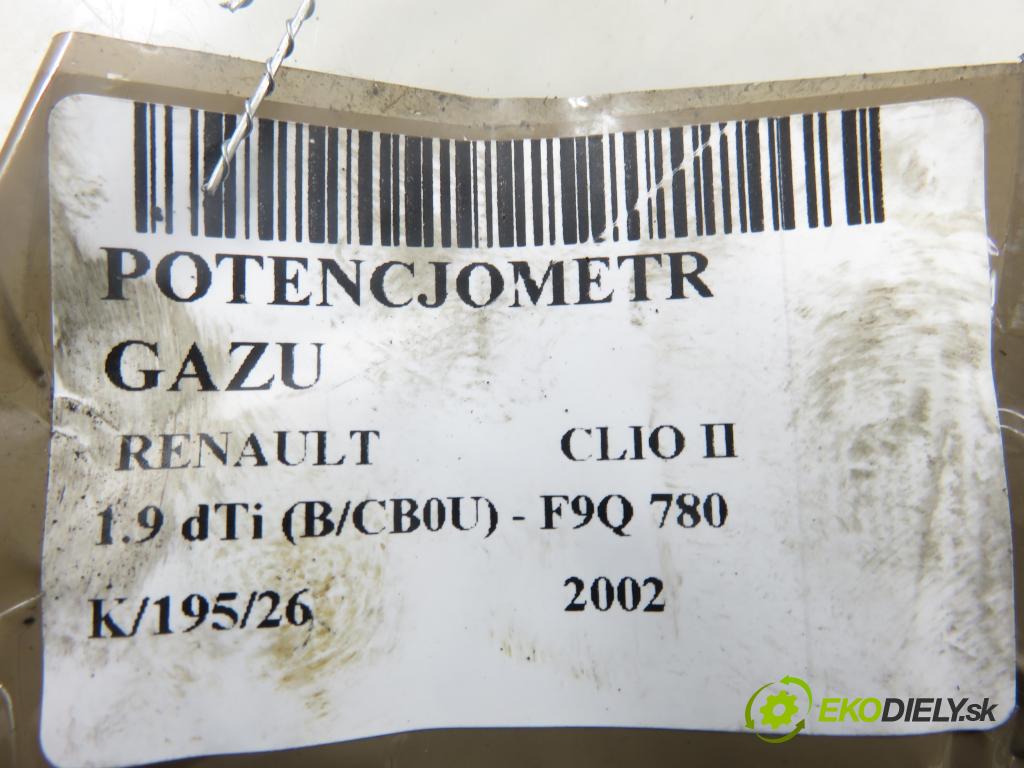 POTENCJOMETR
GAZU
RENAULT CLIO II
1.9 dTi (B/CB0U) - F9Q 780
K/195/26 2002
EKODIELY.sk